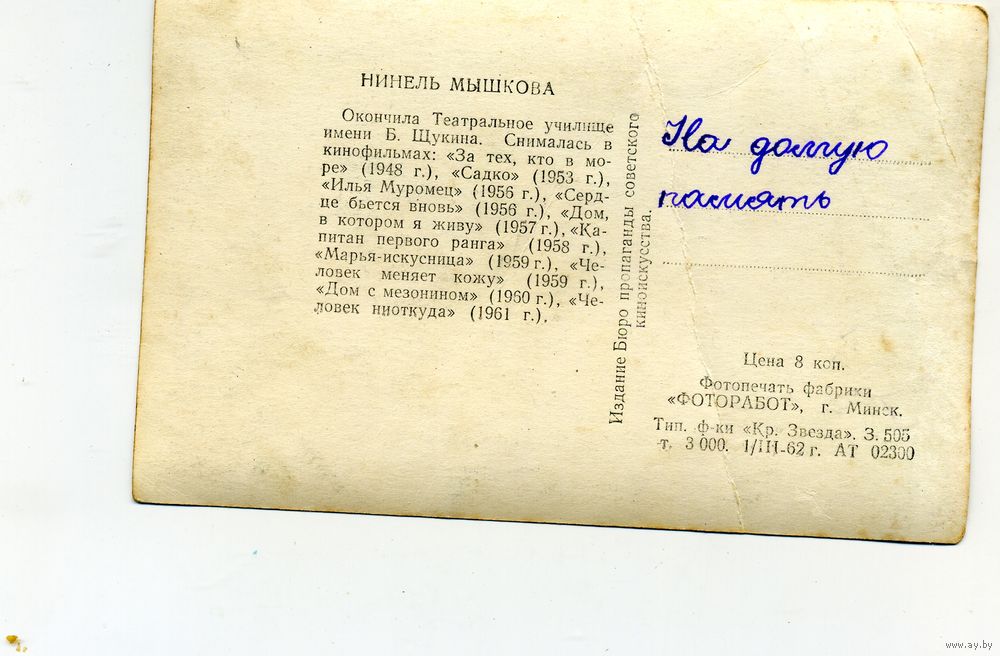 НИНЕЛЬ МЫШКОВА
Окончила Театральное училище
имени Б. Щукина. Снималась в
кинофильмах: «За тех, кто в мо-
ре» (1948 г.), «Садко» (1953 г.),
«Илья Муромец» (1956 г.), «Серд-
це бьется вновь» (1956 г.), «Дом,
в котором я живу» (1957 г.), «Ка-
питан первого ранга» (1958 г.),
«Марья-искусница» (1959 г.), «Че-
ловек меняет кожу» (1959 г.),
«Дом с мезонином» (1960 г.), «Че-
ловек ниоткуда» (1961 г.).
Издание Бюро пропаганды советского
киноискусства.
На долгую
память
Цена 8 коп.
Фотопечать фабрики
«ФОТОРАБОТ», г. Минск.
Тип. ф-ки «Кр. Звезда». З. 505
т. 3 000. 1/III-62 г. АТ 02300
www.ay.by